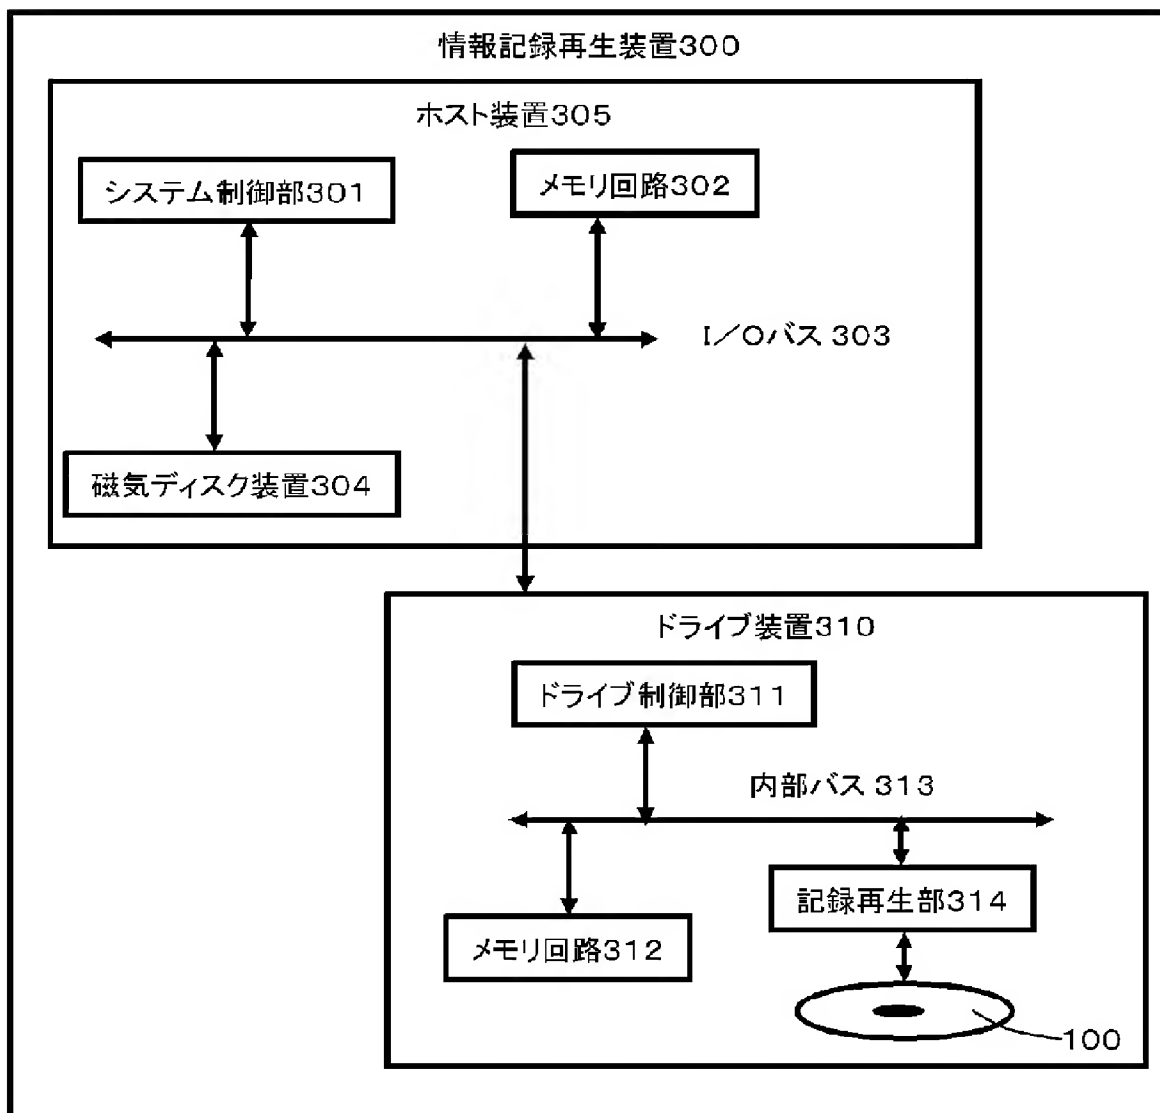 情報記録再生装置300
ホスト装置305
システム制御部301
メモリ回路302
I/Oバス 303
磁気ディスク装置304
ドライブ装置310
ドライブ制御部311
内部バス 313
記録再生部314
メモリ回路312
100